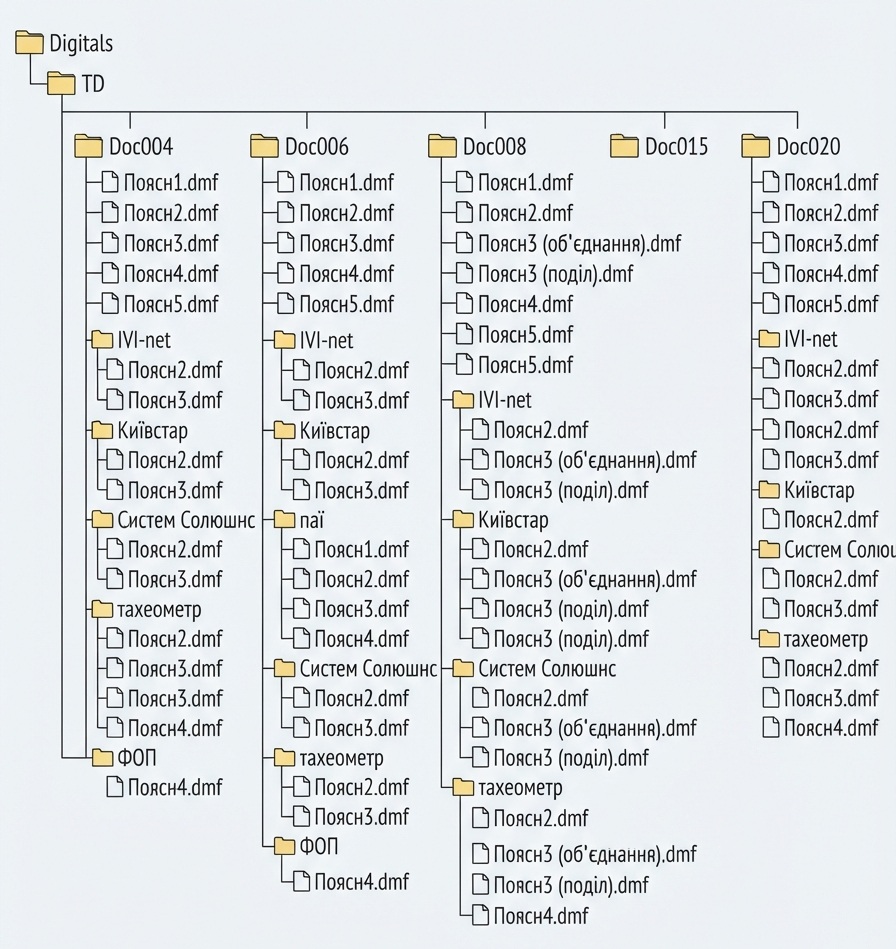 Digitals
TD
Doc004
Поясн1.dmf
Поясн2.dmf
Поясн3.dmf
Поясн4.dmf
Поясн5.dmf
IVI-net
Поясн2.dmf
Поясн3.dmf
Київстар
Поясн2.dmf
Поясн3.dmf
Систем Солюшнс
Поясн2.dmf
Поясн3.dmf
тахеометр
Поясн2.dmf
Поясн3.dmf
Поясн3.dmf
Поясн4.dmf
ФОП
Поясн4.dmf
Doc006
Поясн1.dmf
Поясн2.dmf
Поясн3.dmf
Поясн4.dmf
Поясн5.dmf
IVI-net
Поясн2.dmf
Поясн3.dmf
Київстар
Поясн2.dmf
Поясн3.dmf
паї
Поясн1.dmf
Поясн2.dmf
Поясн3.dmf
Поясн4.dmf
Систем Солюшнс
Поясн2.dmf
Поясн3.dmf
тахеометр
Поясн2.dmf
Поясн3.dmf
ФОП
Поясн4.dmf
Doc008
Поясн1.dmf
Поясн2.dmf
Поясн3 (об'єднання).dmf
Поясн3 (поділ).dmf
Поясн4.dmf
Поясн5.dmf
Поясн5.dmf
IVI-net
Поясн2.dmf
Поясн3 (об'єднання).dmf
Поясн3 (поділ).dmf
Київстар
Поясн2.dmf
Поясн3 (об'єднання).dmf
Поясн3 (поділ).dmf
Поясн3 (поділ).dmf
Систем Солюшнс
Поясн2.dmf
Поясн3 (об'єднання).dmf
Поясн3 (поділ).dmf
тахеометр
Поясн2.dmf
Поясн3 (об'єднання).dmf
Поясн3 (поділ).dmf
Поясн4.dmf
Doc015
Doc020
Поясн1.dmf
Поясн2.dmf
Поясн3.dmf
Поясн4.dmf
Поясн5.dmf
IVI-net
Поясн2.dmf
Поясн3.dmf
Поясн2.dmf
Поясн3.dmf
Київстар
Поясн2.dmf
Систем
Поясн2.dmf
Поясн3.dmf
тахеометр
Поясн2.dmf
Поясн3.dmf
Поясн4.dmf